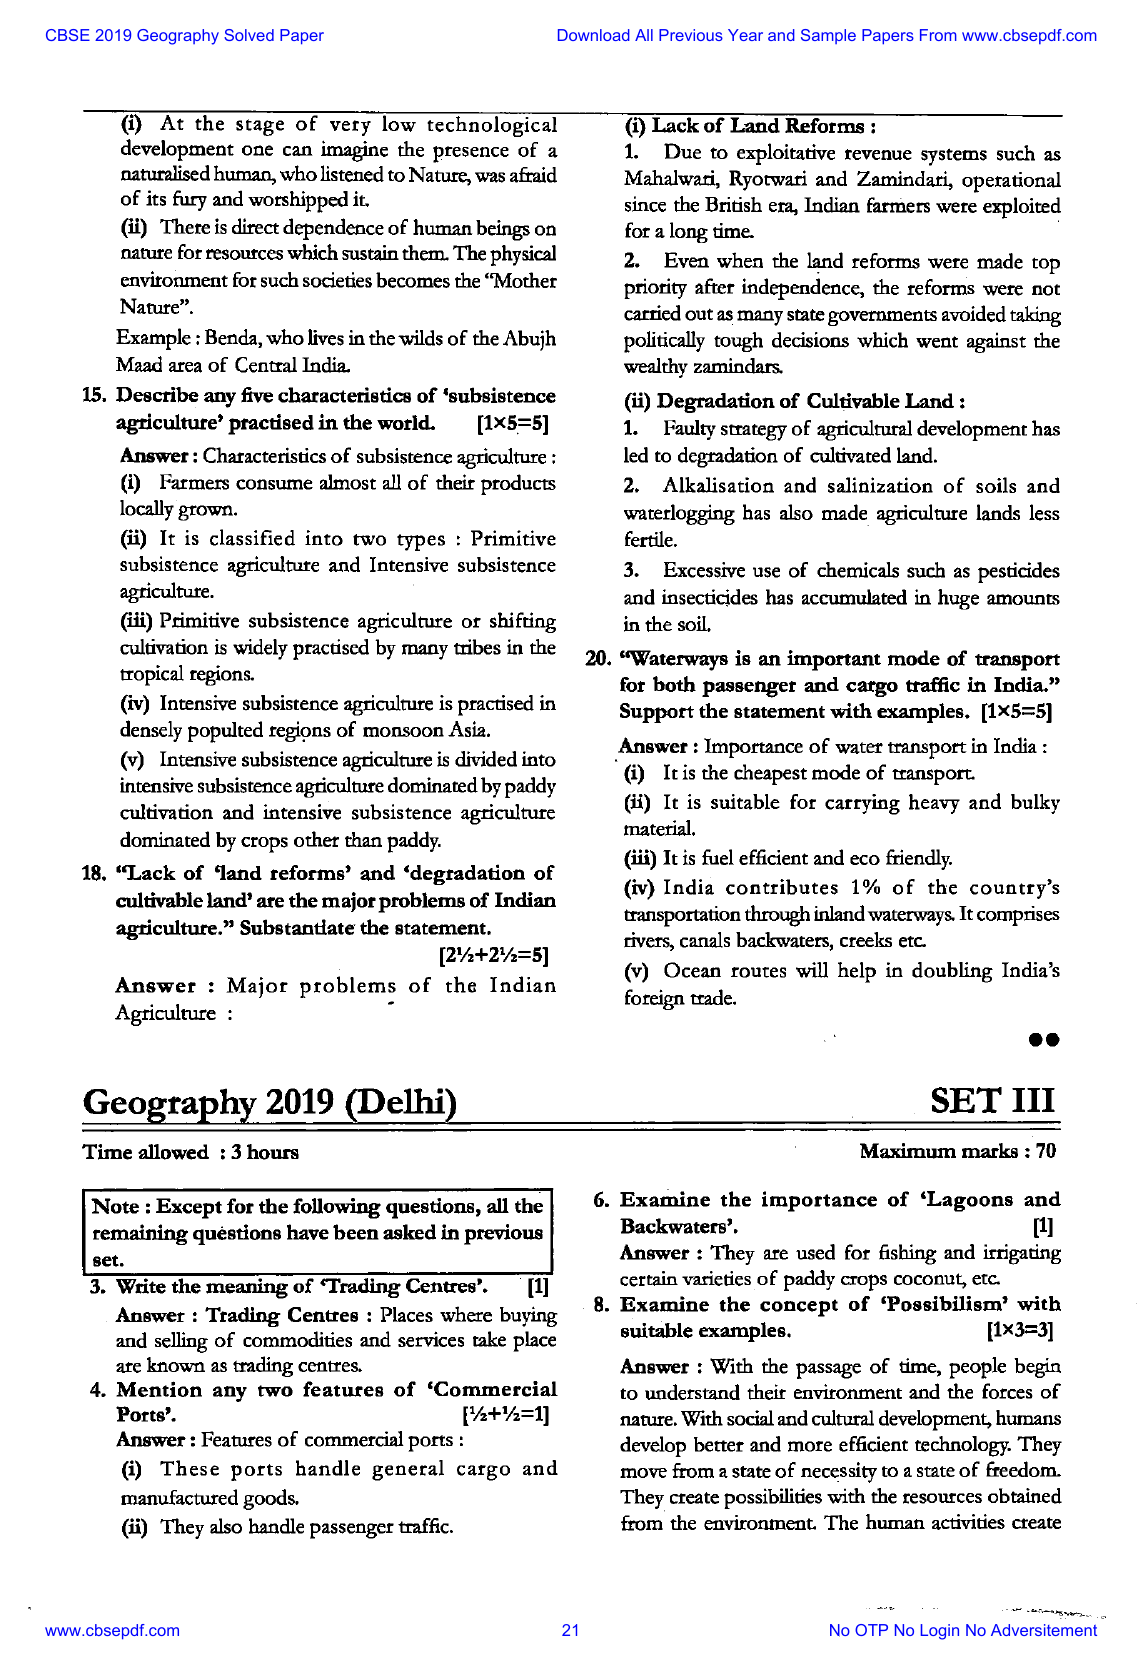 CBSE 2019 Geography Solved Paper
Download All Previous Year and Sample Papers From www.cbsepdf.com
(i) At the stage of very low technological
development one can imagine the presence of a
naturalised human, who listened to Nature, was afraid
of its fury and worshipped it.
(ii) There is direct dependence of human beings on
nature for resources which sustain them. The physical
environment for such societies becomes the “Mother
Nature”.
Example : Benda, who lives in the wilds of the Abujh
Maad area of Central India.
15. Describe any five characteristics of ‘subsistence
agriculture’ practised in the world. [1×5=5]
Answer : Characteristics of subsistence agriculture :
(i) Farmers consume almost all of their products
locally grown.
(ii) It is classified into two types : Primitive
subsistence agriculture and Intensive subsistence
agriculture.
(iii) Primitive subsistence agriculture or shifting
cultivation is widely practised by many tribes in the
tropical regions.
(iv) Intensive subsistence agriculture is practised in
densely populted regions of monsoon Asia.
(v) Intensive subsistence agriculture is divided into
intensive subsistence agriculture dominated by paddy
cultivation and intensive subsistence agriculture
dominated by crops other than paddy.
18. “Lack of ‘land reforms’ and ‘degradation of
cultivable land’ are the major problems of Indian
agriculture.” Substantiate the statement.
[2½+2½=5]
Answer : Major problems of the Indian
Agriculture :
(i) Lack of Land Reforms :
1. Due to exploitative revenue systems such as
Mahalwari, Ryotwari and Zamindari, operational
since the British era, Indian farmers were exploited
for a long time.
2. Even when the land reforms were made top
priority after independence, the reforms were not
carried out as many state governments avoided taking
politically tough decisions which went against the
wealthy zamindars.
(ii) Degradation of Cultivable Land :
1. Faulty strategy of agricultural development has
led to degradation of cultivated land.
2. Alkalisation and salinization of soils and
waterlogging has also made agriculture lands less
fertile.
3. Excessive use of chemicals such as pesticides
and insecticides has accumulated in huge amounts
in the soil.
20. “Waterways is an important mode of transport
for both passenger and cargo traffic in India.”
Support the statement with examples. [1×5=5]
Answer : Importance of water transport in India :
(i) It is the cheapest mode of transport.
(ii) It is suitable for carrying heavy and bulky
material.
(iii) It is fuel efficient and eco friendly.
(iv) India contributes 1% of the country’s
transportation through inland waterways. It comprises
rivers, canals backwaters, creeks etc.
(v) Ocean routes will help in doubling India’s
foreign trade.
Geography 2019 (Delhi) SET III
Time allowed : 3 hours Maximum marks : 70
Note : Except for the following questions, all the
remaining questions have been asked in previous
set.
3. Write the meaning of ‘Trading Centres’. [1]
Answer : Trading Centres : Places where buying
and selling of commodities and services take place
are known as trading centres.
4. Mention any two features of ‘Commercial
Ports’. [½+½=1]
Answer : Features of commercial ports :
(i) These ports handle general cargo and
manufactured goods.
(ii) They also handle passenger traffic.
6. Examine the importance of ‘Lagoons and
Backwaters’. [1]
Answer : They are used for fishing and irrigating
certain varieties of paddy crops coconut, etc.
8. Examine the concept of ‘Possibilism’ with
suitable examples. [1×3=3]
Answer : With the passage of time, people begin
to understand their environment and the forces of
nature. With social and cultural development, humans
develop better and more efficient technology. They
move from a state of necessity to a state of freedom.
They create possibilities with the resources obtained
from the environment. The human activities create
www.cbsepdf.com
21
No OTP No Login No Adversitement